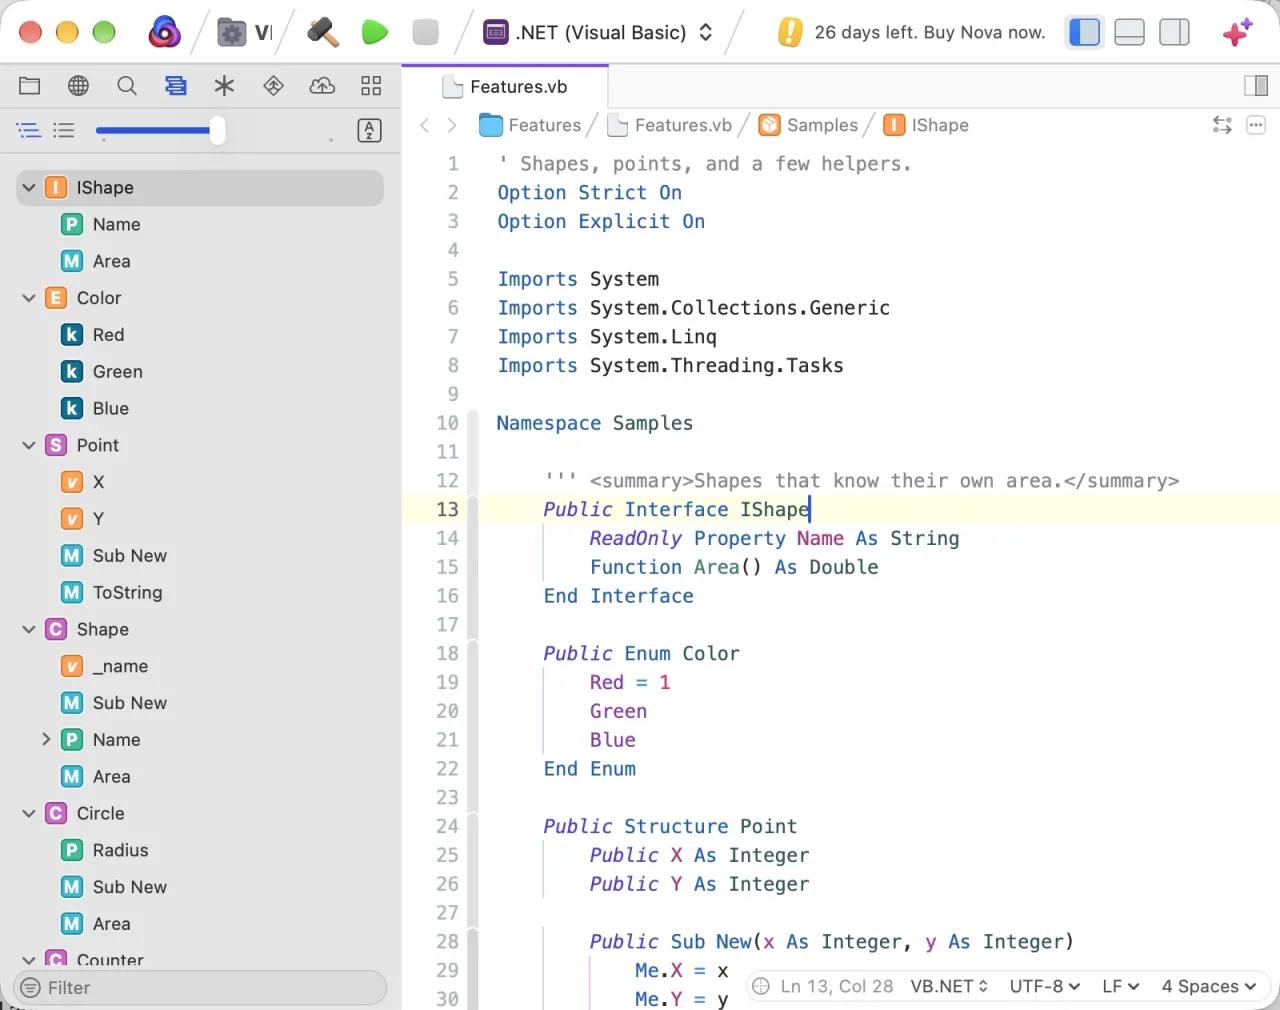 .NET (Visual Basic)
26 days left. Buy Nova now.
Features.vb
Features
Features.vb
Samples
IShape
IShape
Name
Area
Color
Red
Green
Blue
Point
X
Y
Sub New
ToString
Shape
_name
Sub New
Name
Area
Circle
Radius
Sub New
Area
Counter
Filter
1 ' Shapes, points, and a few helpers.
2 Option Strict On
3 Option Explicit On
4
5 Imports System
6 Imports System.Collections.Generic
7 Imports System.Linq
8 Imports System.Threading.Tasks
9
10 Namespace Samples
11
12 ''' <summary>Shapes that know their own area.</summary>
13 Public Interface IShape
14 ReadOnly Property Name As String
15 Function Area() As Double
16 End Interface
17
18 Public Enum Color
19 Red = 1
20 Green
21 Blue
22 End Enum
23
24 Public Structure Point
25 Public X As Integer
26 Public Y As Integer
27
28 Public Sub New(x As Integer, y As Integer)
29 Me.X = x
30 Me.Y = y
Ln 13, Col 28 VB.NET UTF-8 LF 4 Spaces